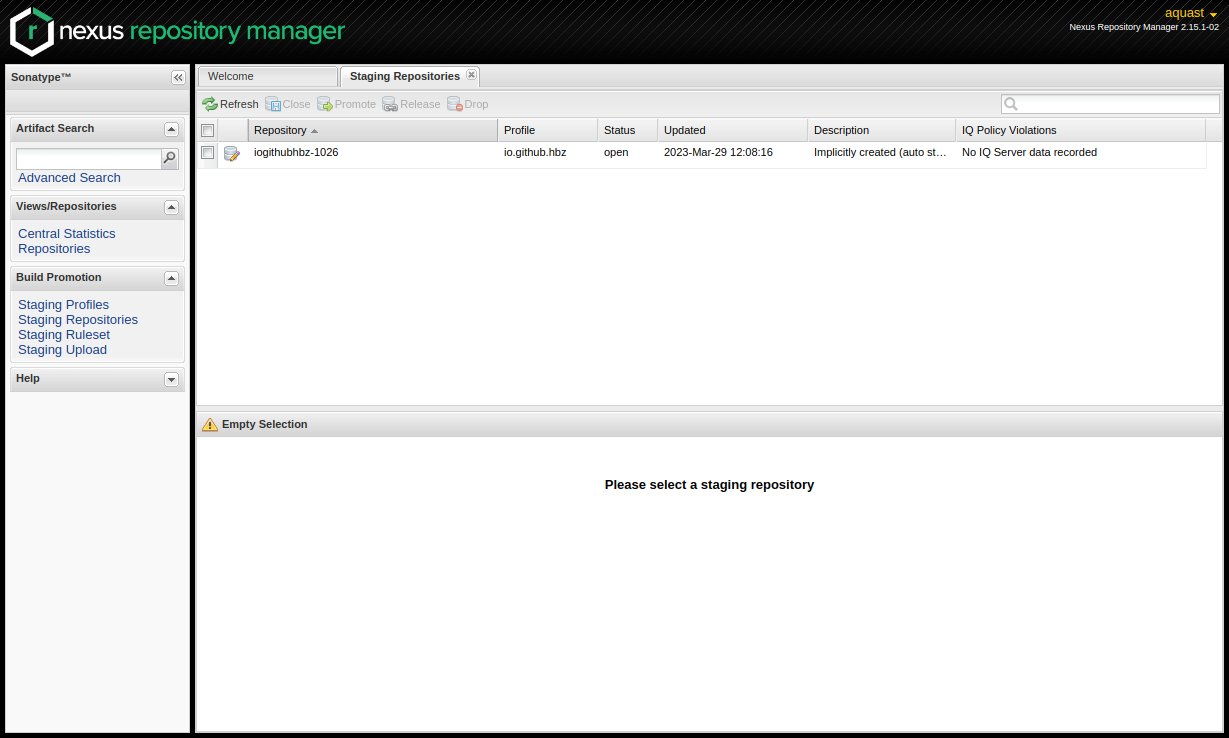 nexus repository manager
aquast
Nexus Repository Manager 2.15.1-02
Sonatype™
Artifact Search
Advanced Search
Views/Repositories
Central Statistics
Repositories
Build Promotion
Staging Profiles
Staging Repositories
Staging Ruleset
Staging Upload
Help
Welcome
Staging Repositories
Refresh Close Promote Release Drop
Repository Profile Status Updated Description IQ Policy Violations
iogithubhbz-1026 io.github.hbz open 2023-Mar-29 12:08:16 Implicitly created (auto st... No IQ Server data recorded
Empty Selection
Please select a staging repository